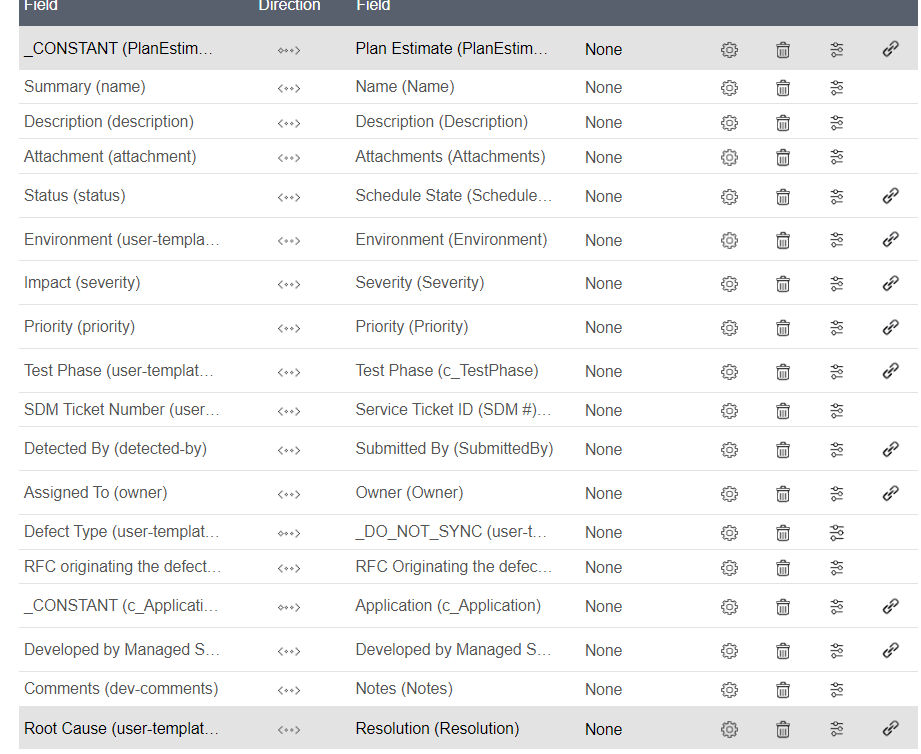 Field Direction Field
_CONSTANT (PlanEstim... Plan Estimate (PlanEstim... None
Summary (name) Name (Name) None
Description (description) Description (Description) None
Attachment (attachment) Attachments (Attachments) None
Status (status) Schedule State (Schedule... None
Environment (user-templa... Environment (Environment) None
Impact (severity) Severity (Severity) None
Priority (priority) Priority (Priority) None
Test Phase (user-templat... Test Phase (c_TestPhase) None
SDM Ticket Number (user... Service Ticket ID (SDM #)... None
Detected By (detected-by) Submitted By (SubmittedBy) None
Assigned To (owner) Owner (Owner) None
Defect Type (user-templat... _DO_NOT_SYNC (user-t... None
RFC originating the defect... RFC Originating the defec... None
_CONSTANT (c_Applicati... Application (c_Application) None
Developed by Managed S... Developed by Managed S... None
Comments (dev-comments) Notes (Notes) None
Root Cause (user-templat... Resolution (Resolution) None